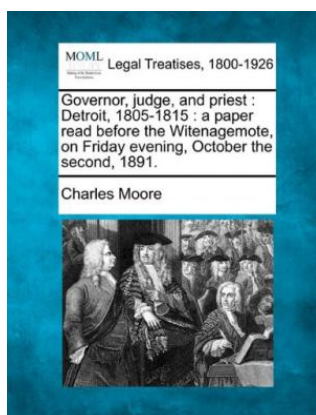 MOML
Legal Treatises, 1800-1926
Governor, judge, and priest :
Detroit, 1805-1815 : a paper
read before the Witenagemote,
on Friday evening, October the
second, 1891.
Charles Moore